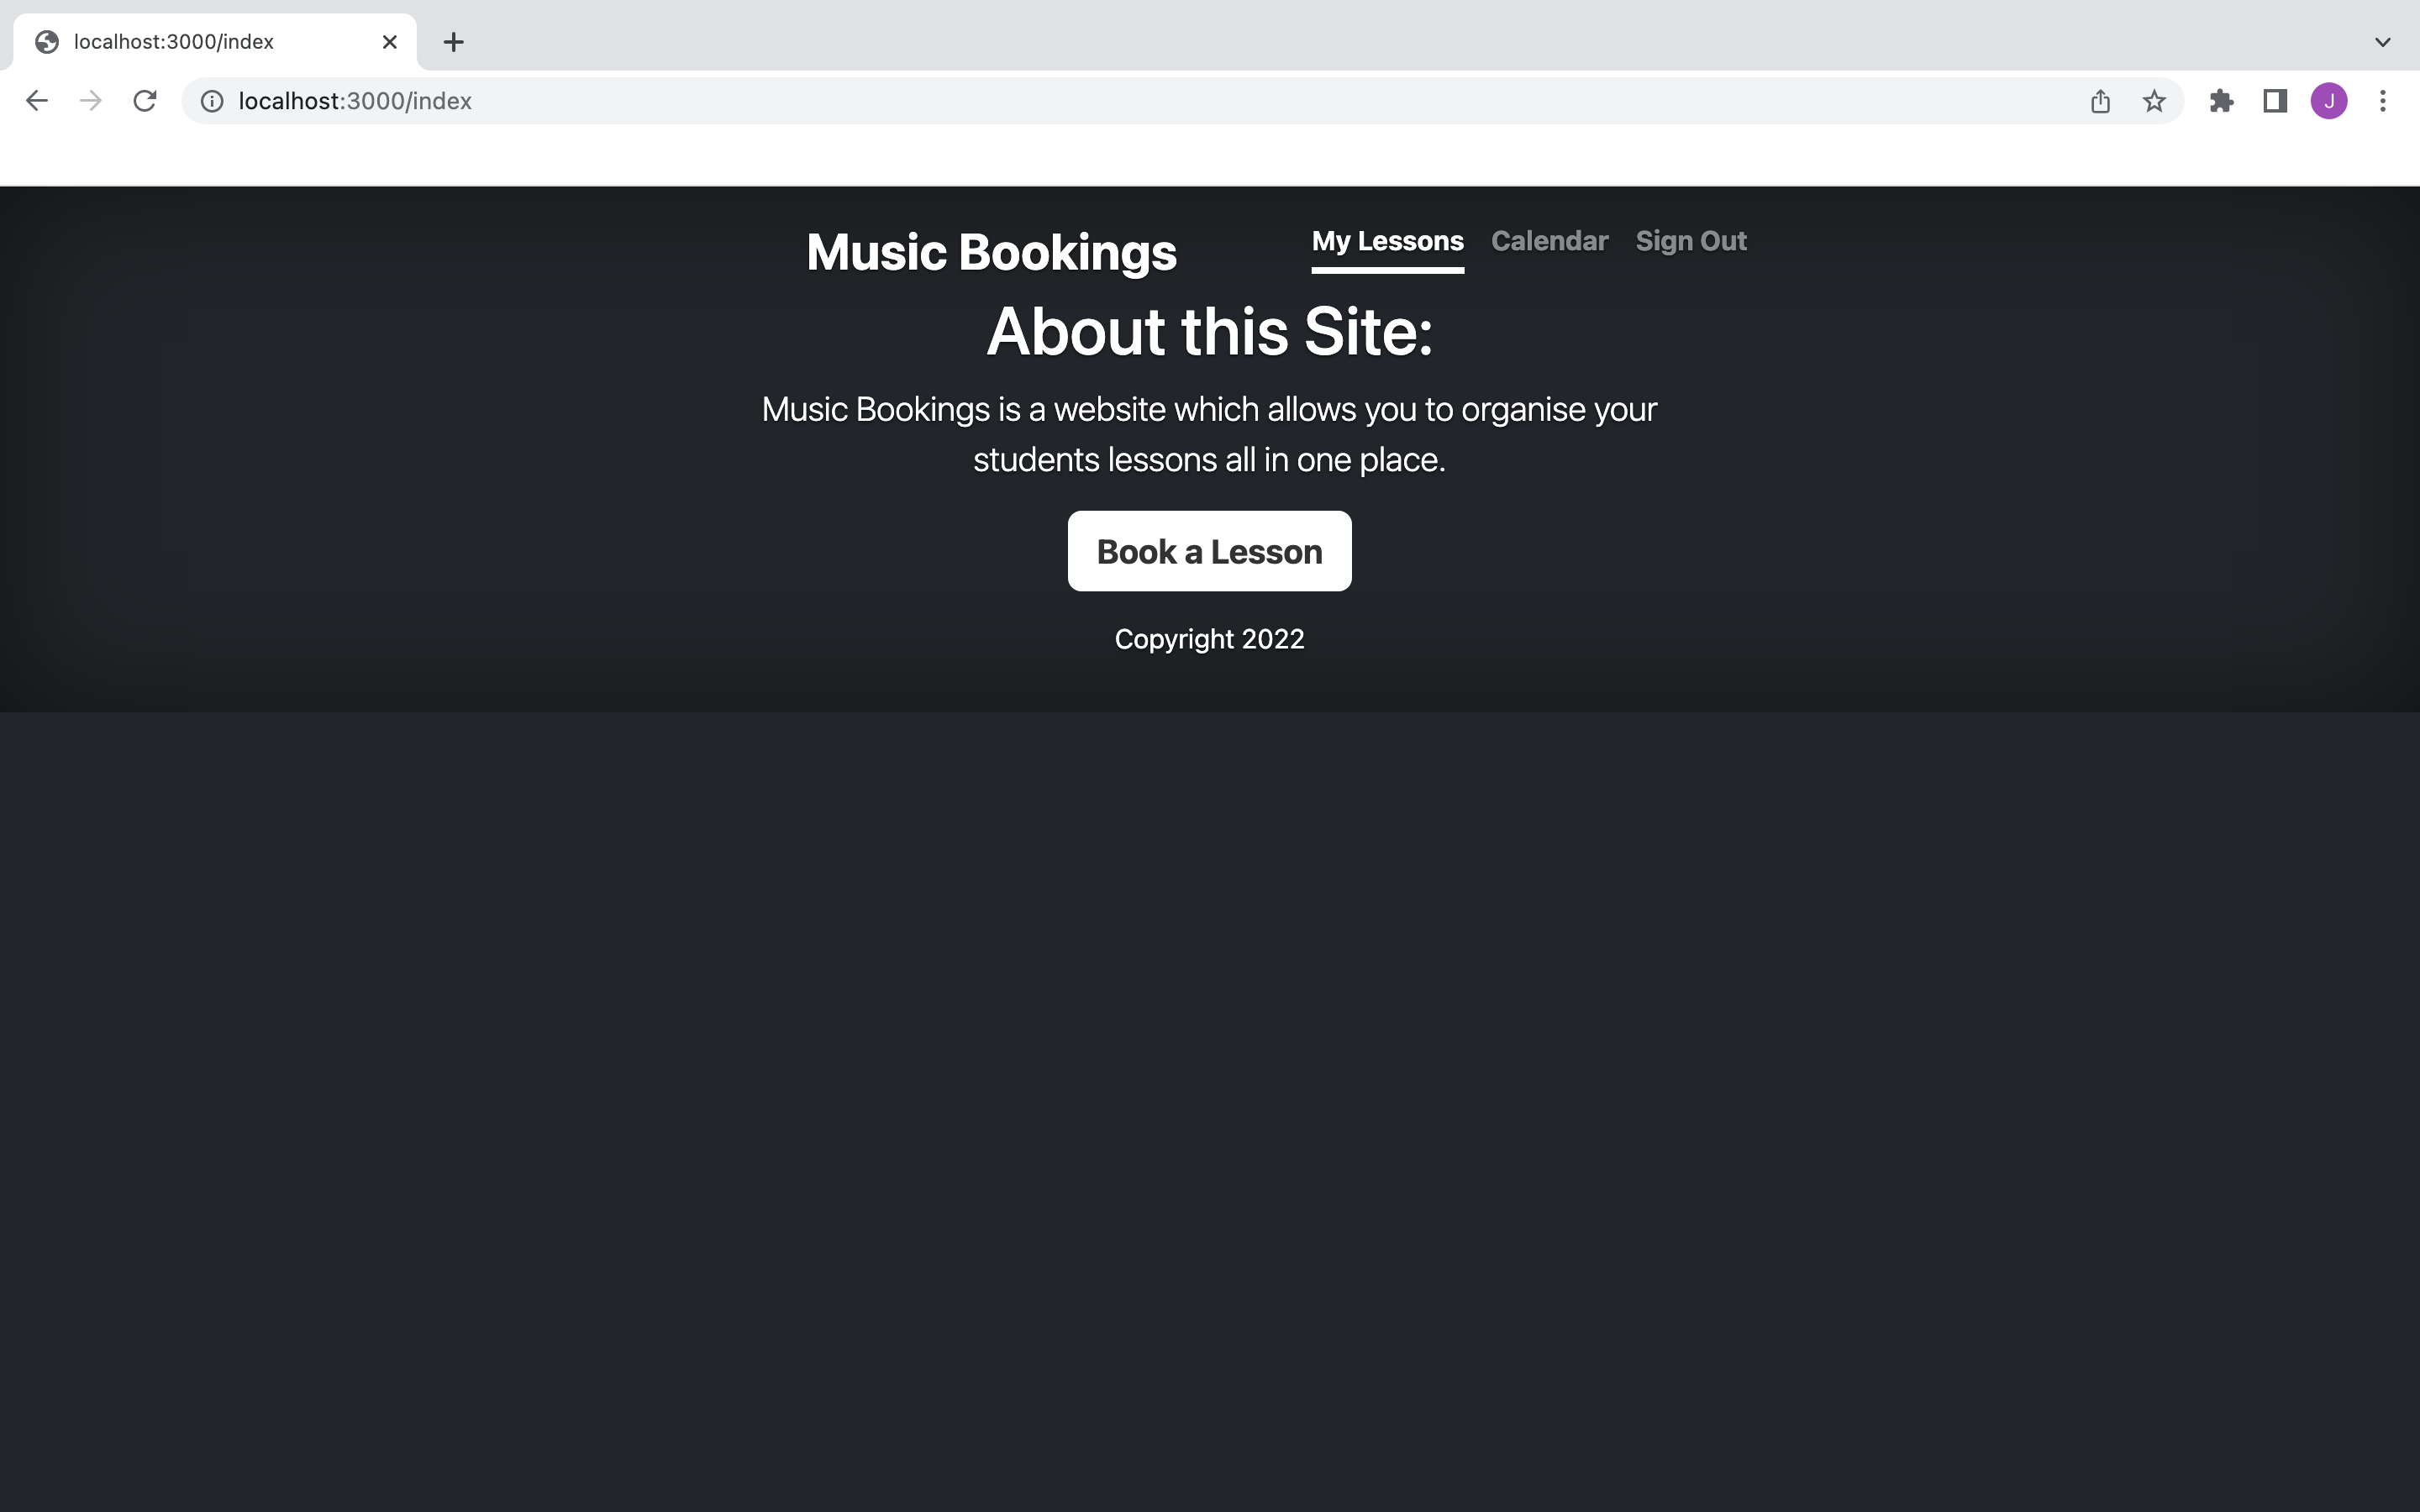 localhost:3000/index
localhost:3000/index
J
Music Bookings
My Lessons Calendar Sign Out
About this Site:
Music Bookings is a website which allows you to organise your
students lessons all in one place.
Book a Lesson
Copyright 2022